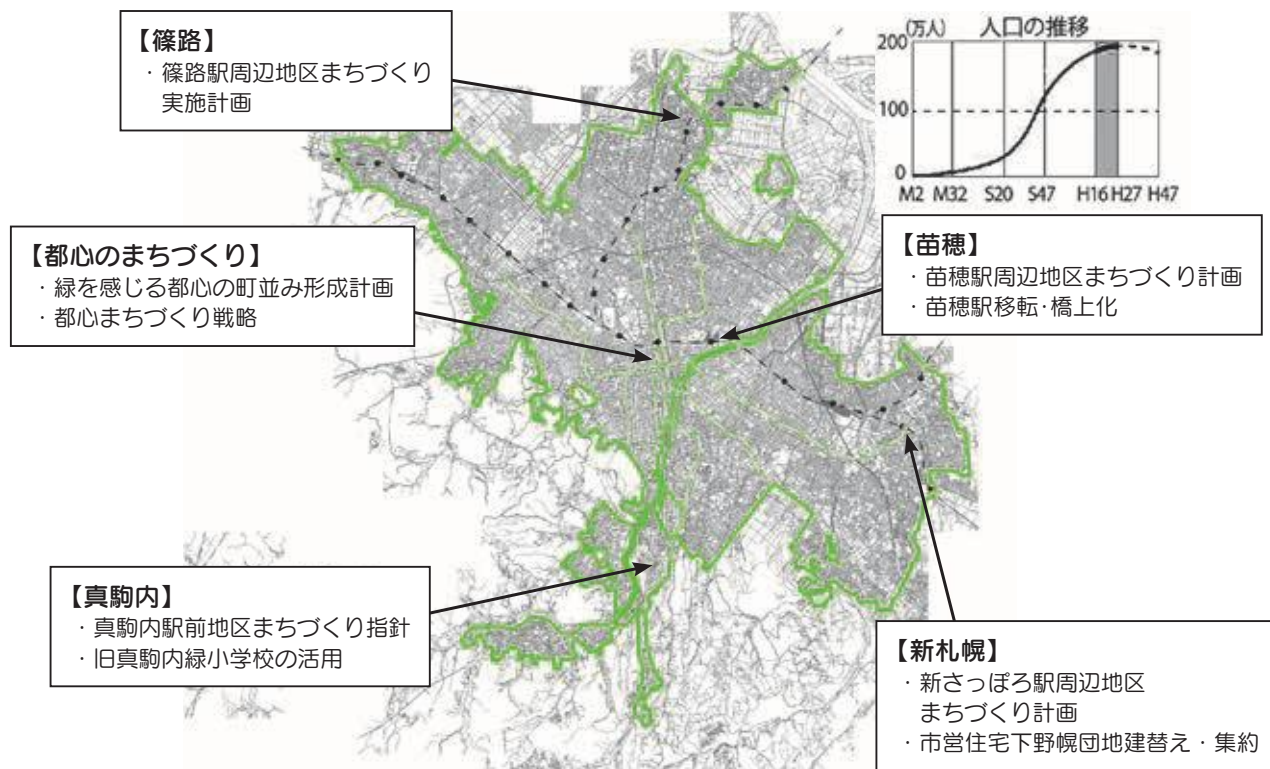 【篠路】
・篠路駅周辺地区まちづくり
実施計画
(万人) 人口の推移
200
100
0
M2 M32 S20 S47 H16 H27 H47
【都心のまちづくり】
・緑を感じる都心の町並み形成計画
・都心まちづくり戦略
【苗穂】
・苗穂駅周辺地区まちづくり計画
・苗穂駅移転・橋上化
【真駒内】
・真駒内駅前地区まちづくり指針
・旧真駒内緑小学校の活用
【新札幌】
・新さっぽろ駅周辺地区
まちづくり計画
・市営住宅下野幌団地建替え・集約